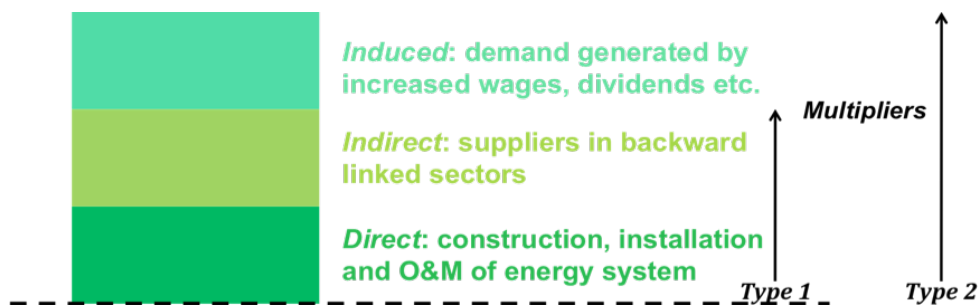 Induced: demand generated by
increased wages, dividends etc.
Multipliers
Indirect: suppliers in backward
linked sectors
Direct: construction, installation
and O&M of energy system
Type 1
Type 2